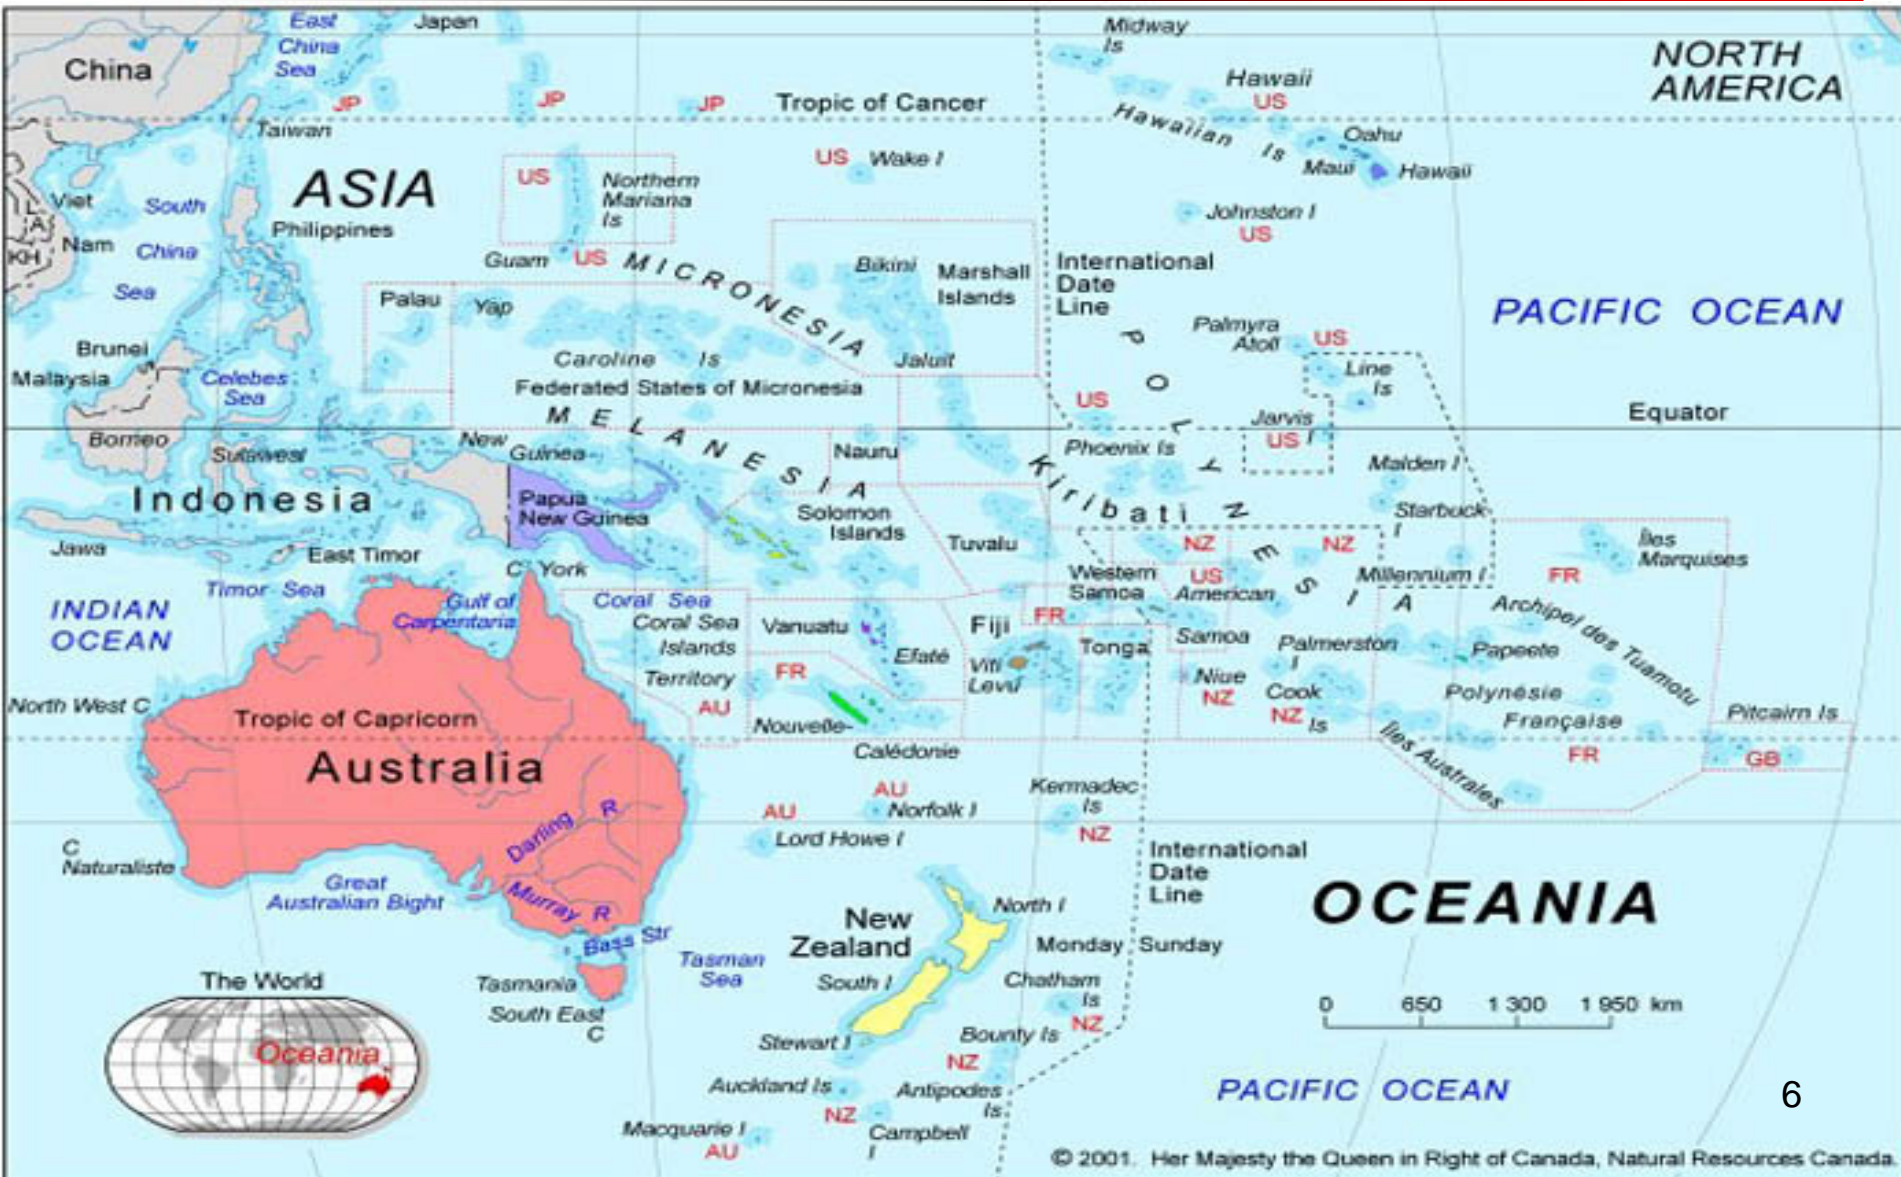 East
China
Sea
Japan
Midway
Is
NORTH
AMERICA
China
Hawaii
US
JP
JP
JP
Tropic of Cancer
Hawaiian Is
Taiwan
Oahu
Maui
Hawaii
US
Wake I
ASIA
US
Northern
Mariana
Is
Viet
Nam
L
A
KH
South
China
Sea
Philippines
Johnston I
US
Guam
US
MICRONESIA
Bikini
Marshall
Islands
International
Date
Line
PACIFIC OCEAN
Palau
Yap
POLYNESIA
Palmyra
Atoll
US
Brunei
Malaysia
Celebes
Sea
Caroline Is
Jaluit
Line
Is
Federated States of Micronesia
US
MELANESIA
Jarvis
I
US
Equator
Borneo
Sulawesi
New
Guinea
Nauru
Phoenix Is
Malden I
Kiribati
Indonesia
Papua
New Guinea
Solomon
Islands
Starbuck
I
Jawa
East Timor
Tuvalu
NZ
NZ
Îles
Marquises
C York
Western
Samoa
US
American
Samoa
Millennium I
FR
Timor Sea
INDIAN
OCEAN
Gulf of
Carpentaria
Coral Sea
Coral Sea
Islands
Territory
AU
Vanuatu
Efaté
Fiji
FR
Viti
Levu
Tonga
Archipel des Tuamotu
Palmerston
I
Papeete
FR
Niue
NZ
Cook
Is
NZ
Polynésie
Française
FR
North West C
Tropic of Capricorn
Nouvelle-
Calédonie
Îles Australes
Pitcairn Is
GB
Australia
AU
Norfolk I
AU
Lord Howe I
Kermadec
Is
NZ
Darling R
C
Naturaliste
Great
Australian Bight
Murray R
International
Date
Line
OCEANIA
New
Zealand
North I
Bass Str
Tasman
Sea
Monday
Sunday
The World
Tasmania
South I
Chatham
Is
NZ
South East
C
0 650 1 300 1 950 km
Stewart I
Bounty Is
NZ
Oceania
Auckland Is
NZ
Antipodes
Is
PACIFIC OCEAN
6
Macquarie I
AU
Campbell
I
© 2001. Her Majesty the Queen in Right of Canada, Natural Resources Canada.